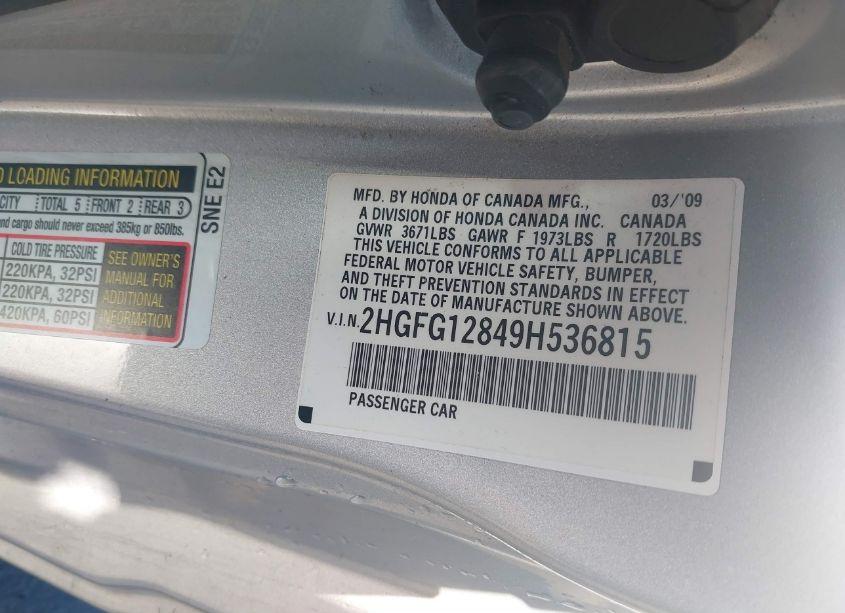 D LOADING INFORMATION
CITY TOTAL 5 FRONT 2 REAR 3
nd cargo should never exceed 385kg or 850lbs.
COLD TIRE PRESSURE
220KPA, 32PSI
220KPA, 32PSI
420KPA, 60PSI
SEE OWNER'S
MANUAL FOR
ADDITIONAL
INFORMATION
SNE E2
MFD. BY HONDA OF CANADA MFG., 03/'09
A DIVISION OF HONDA CANADA INC. CANADA
GVWR 3671LBS GAWR F 1973LBS R 1720LBS
THIS VEHICLE CONFORMS TO ALL APPLICABLE
FEDERAL MOTOR VEHICLE SAFETY, BUMPER,
AND THEFT PREVENTION STANDARDS IN EFFECT
ON THE DATE OF MANUFACTURE SHOWN ABOVE.
V.I.N. 2HGFG12849H536815
PASSENGER CAR